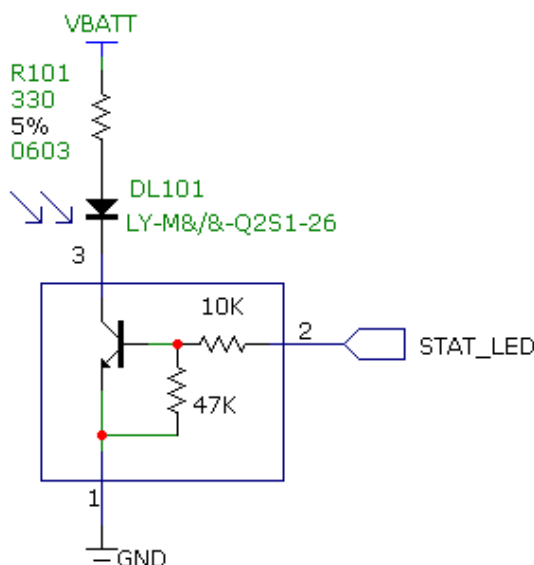 VBATT
R101
330
5%
0603
DL101
LY-M&/&-Q2S1-26
3
10K
2
STAT_LED
47K
1
GND